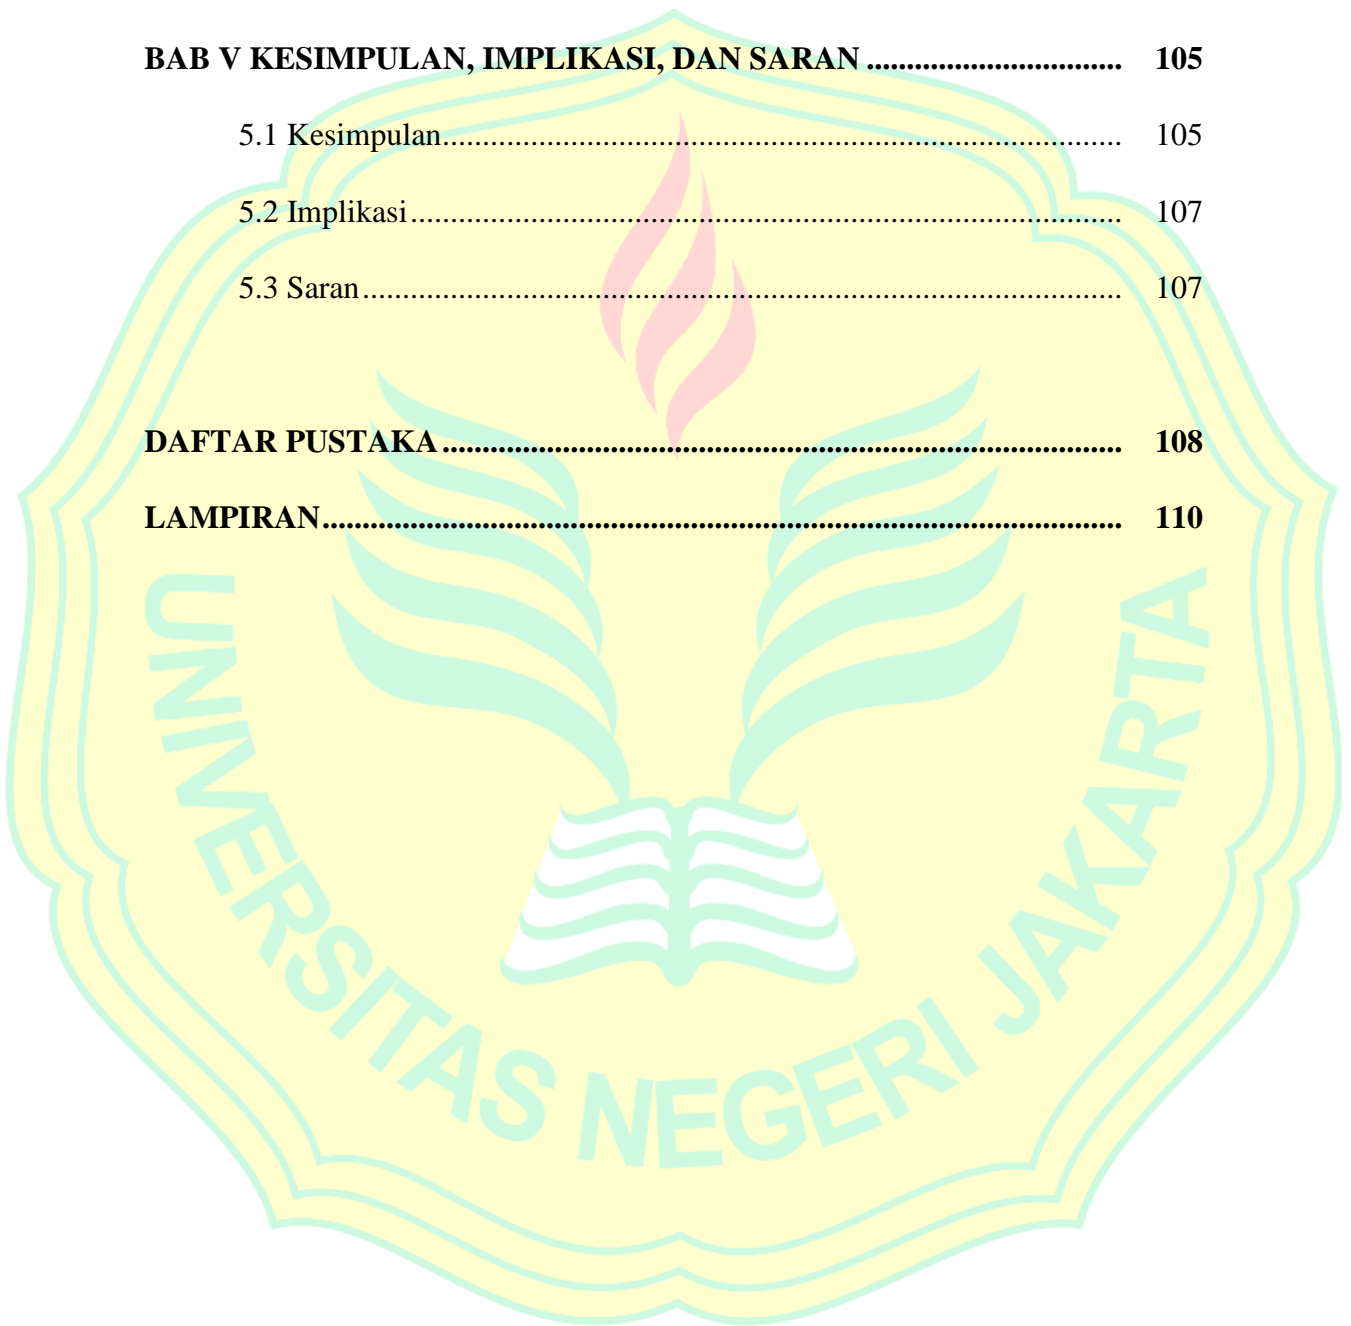 BAB V KESIMPULAN, IMPLIKASI, DAN SARAN ................................ 105
5.1 Kesimpulan..................................................................................... 105
5.2 Implikasi......................................................................................... 107
5.3 Saran............................................................................................... 107
DAFTAR PUSTAKA ..................................................................................... 108
LAMPIRAN.................................................................................................... 110
UNIVERSITAS NEGERI JAKARTA